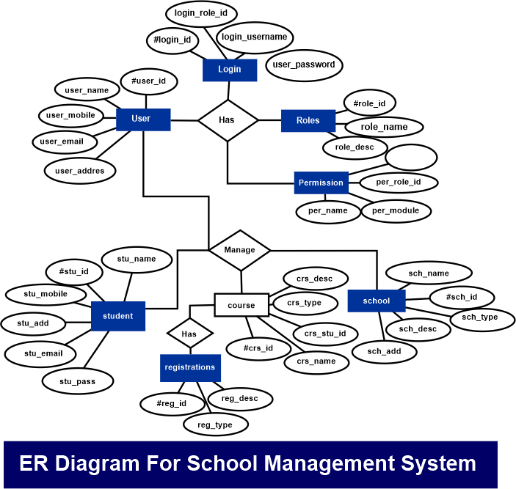 login_role_id
#login_id
login_username
user_password
Login
user_name
#user_id
user_mobile
User
user_email
user_addres
Has
Roles
#role_id
role_name
role_desc
Permission
per_role_id
per_name
per_module
Manage
stu_name
#stu_id
stu_mobile
student
stu_add
stu_email
stu_pass
crs_desc
crs_type
course
crs_stu_id
#crs_id
crs_name
Has
registrations
#reg_id
reg_desc
reg_type
sch_name
school
#sch_id
sch_type
sch_desc
sch_add
ER Diagram For School Management System